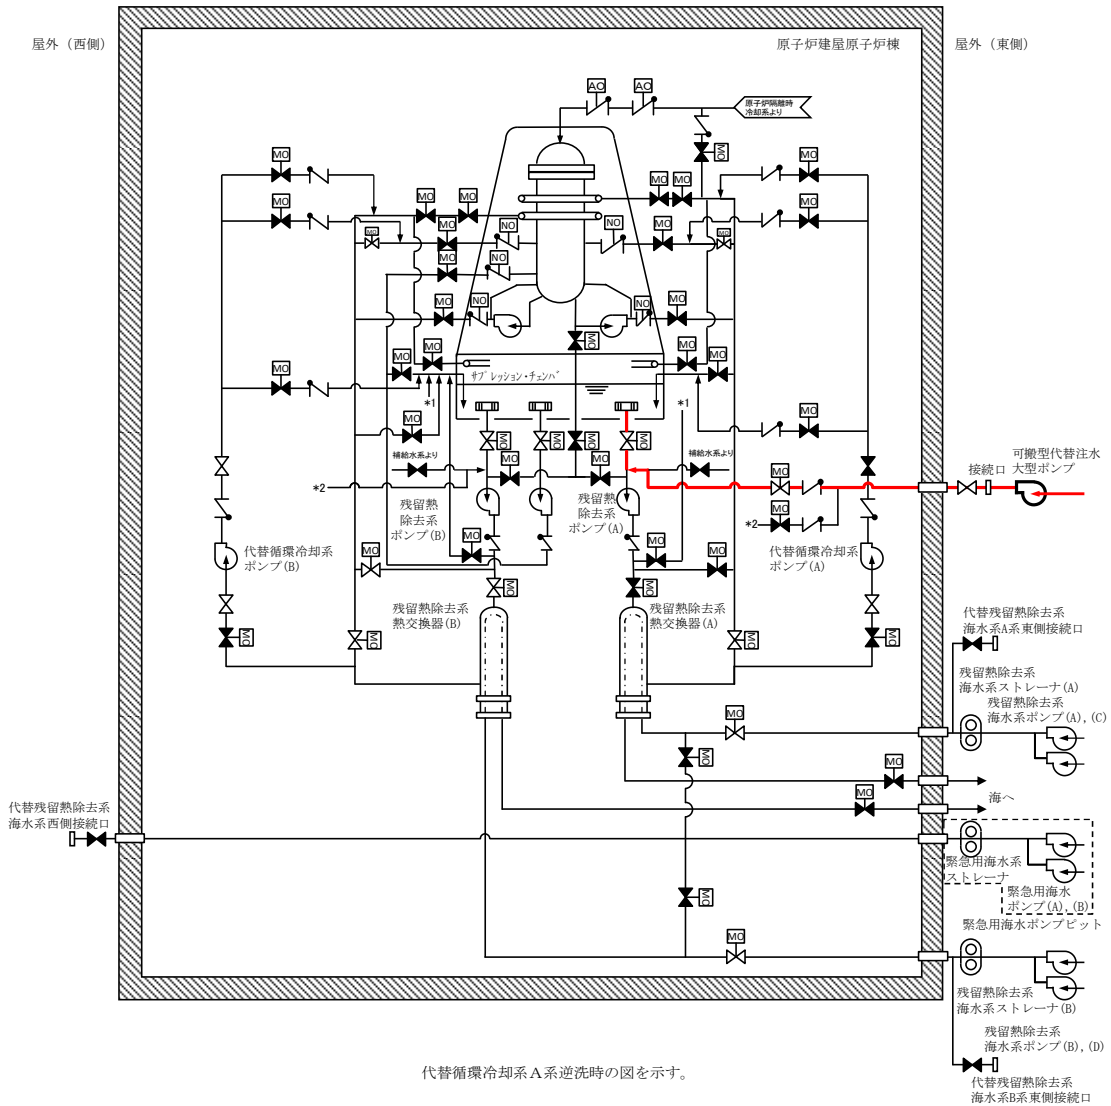 屋外（西側）
原子炉建屋原子炉棟
屋外（東側）
AO
AO
原子炉隔離時
冷却系より
MO
MO
MO
MO
MO
MO
MO
MO
MO
MO
MO
NO
NO
MO
MO
MO
MO
NO
MO
NO
NO
MO
MO
MO
MO
MO
MO
MO
サプレッション・チェンバ
*1
*1
MO
MO
MO
MO
MO
MO
MO
補給水系より
MO
MO
補給水系より
*2
MO
*2
接続口
可搬型代替注水
大型ポンプ
残留熱
除去系
ポンプ(B)
残留熱
除去系
ポンプ(A)
代替循環冷却系
ポンプ(B)
代替循環冷却系
ポンプ(A)
MO
MO
MO
MO
MO
MO
残留熱除去系
熱交換器(B)
残留熱除去系
熱交換器(A)
MO
MO
MO
MO
代替残留熱除去系
海水系A系東側接続口
残留熱除去系
海水系ストレーナ(A)
残留熱除去系
海水系ポンプ(A),(C)
MO
MO
MO
MO
海へ
代替残留熱除去系
海水系西側接続口
緊急用海水系
ストレーナ
緊急用海水
ポンプ(A),(B)
緊急用海水ポンプピット
MO
MO
残留熱除去系
海水系ストレーナ(B)
残留熱除去系
海水系ポンプ(B),(D)
代替残留熱除去系
海水系B系東側接続口
代替循環冷却系Ａ系逆洗時の図を示す。